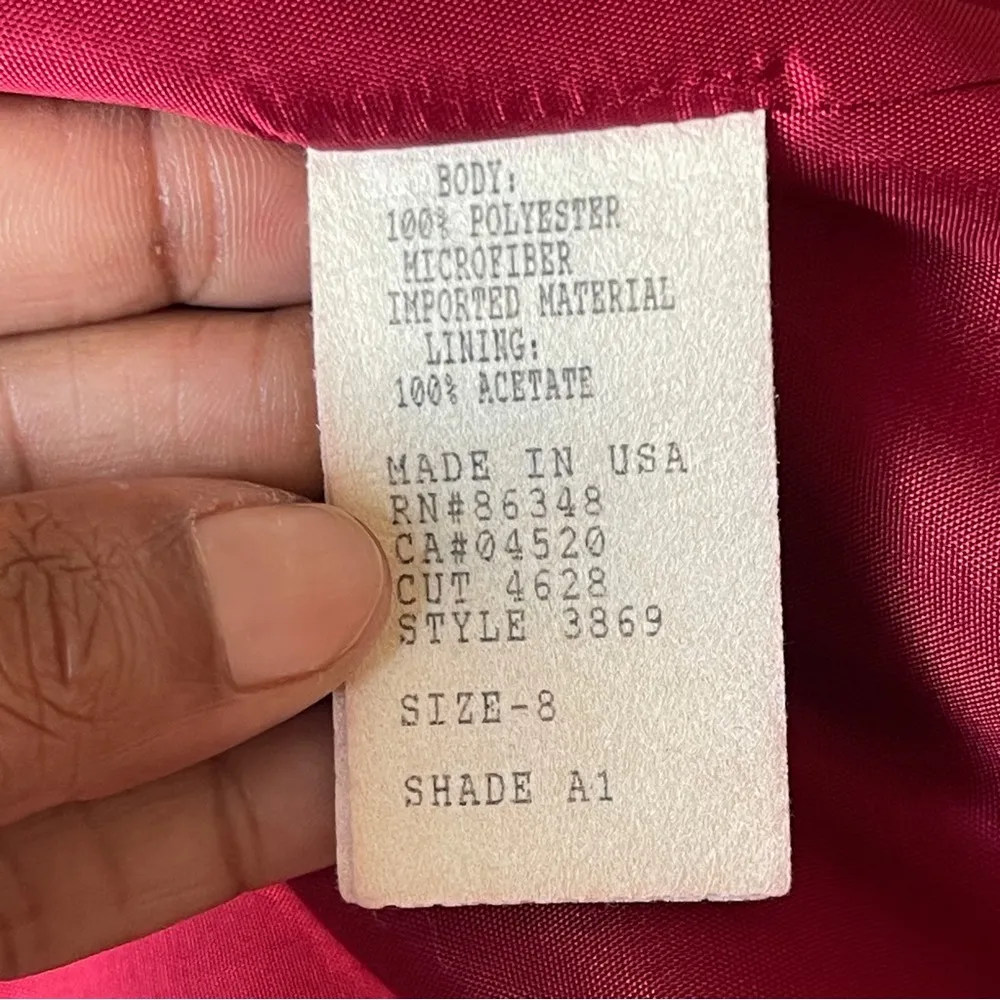 BODY:
100% POLYESTER
MICROFIBER
IMPORTED MATERIAL
LINING:
100% ACETATE
MADE IN USA
RN#86348
CA#04520
CUT 4628
STYLE 3869
SIZE-8
SHADE A1